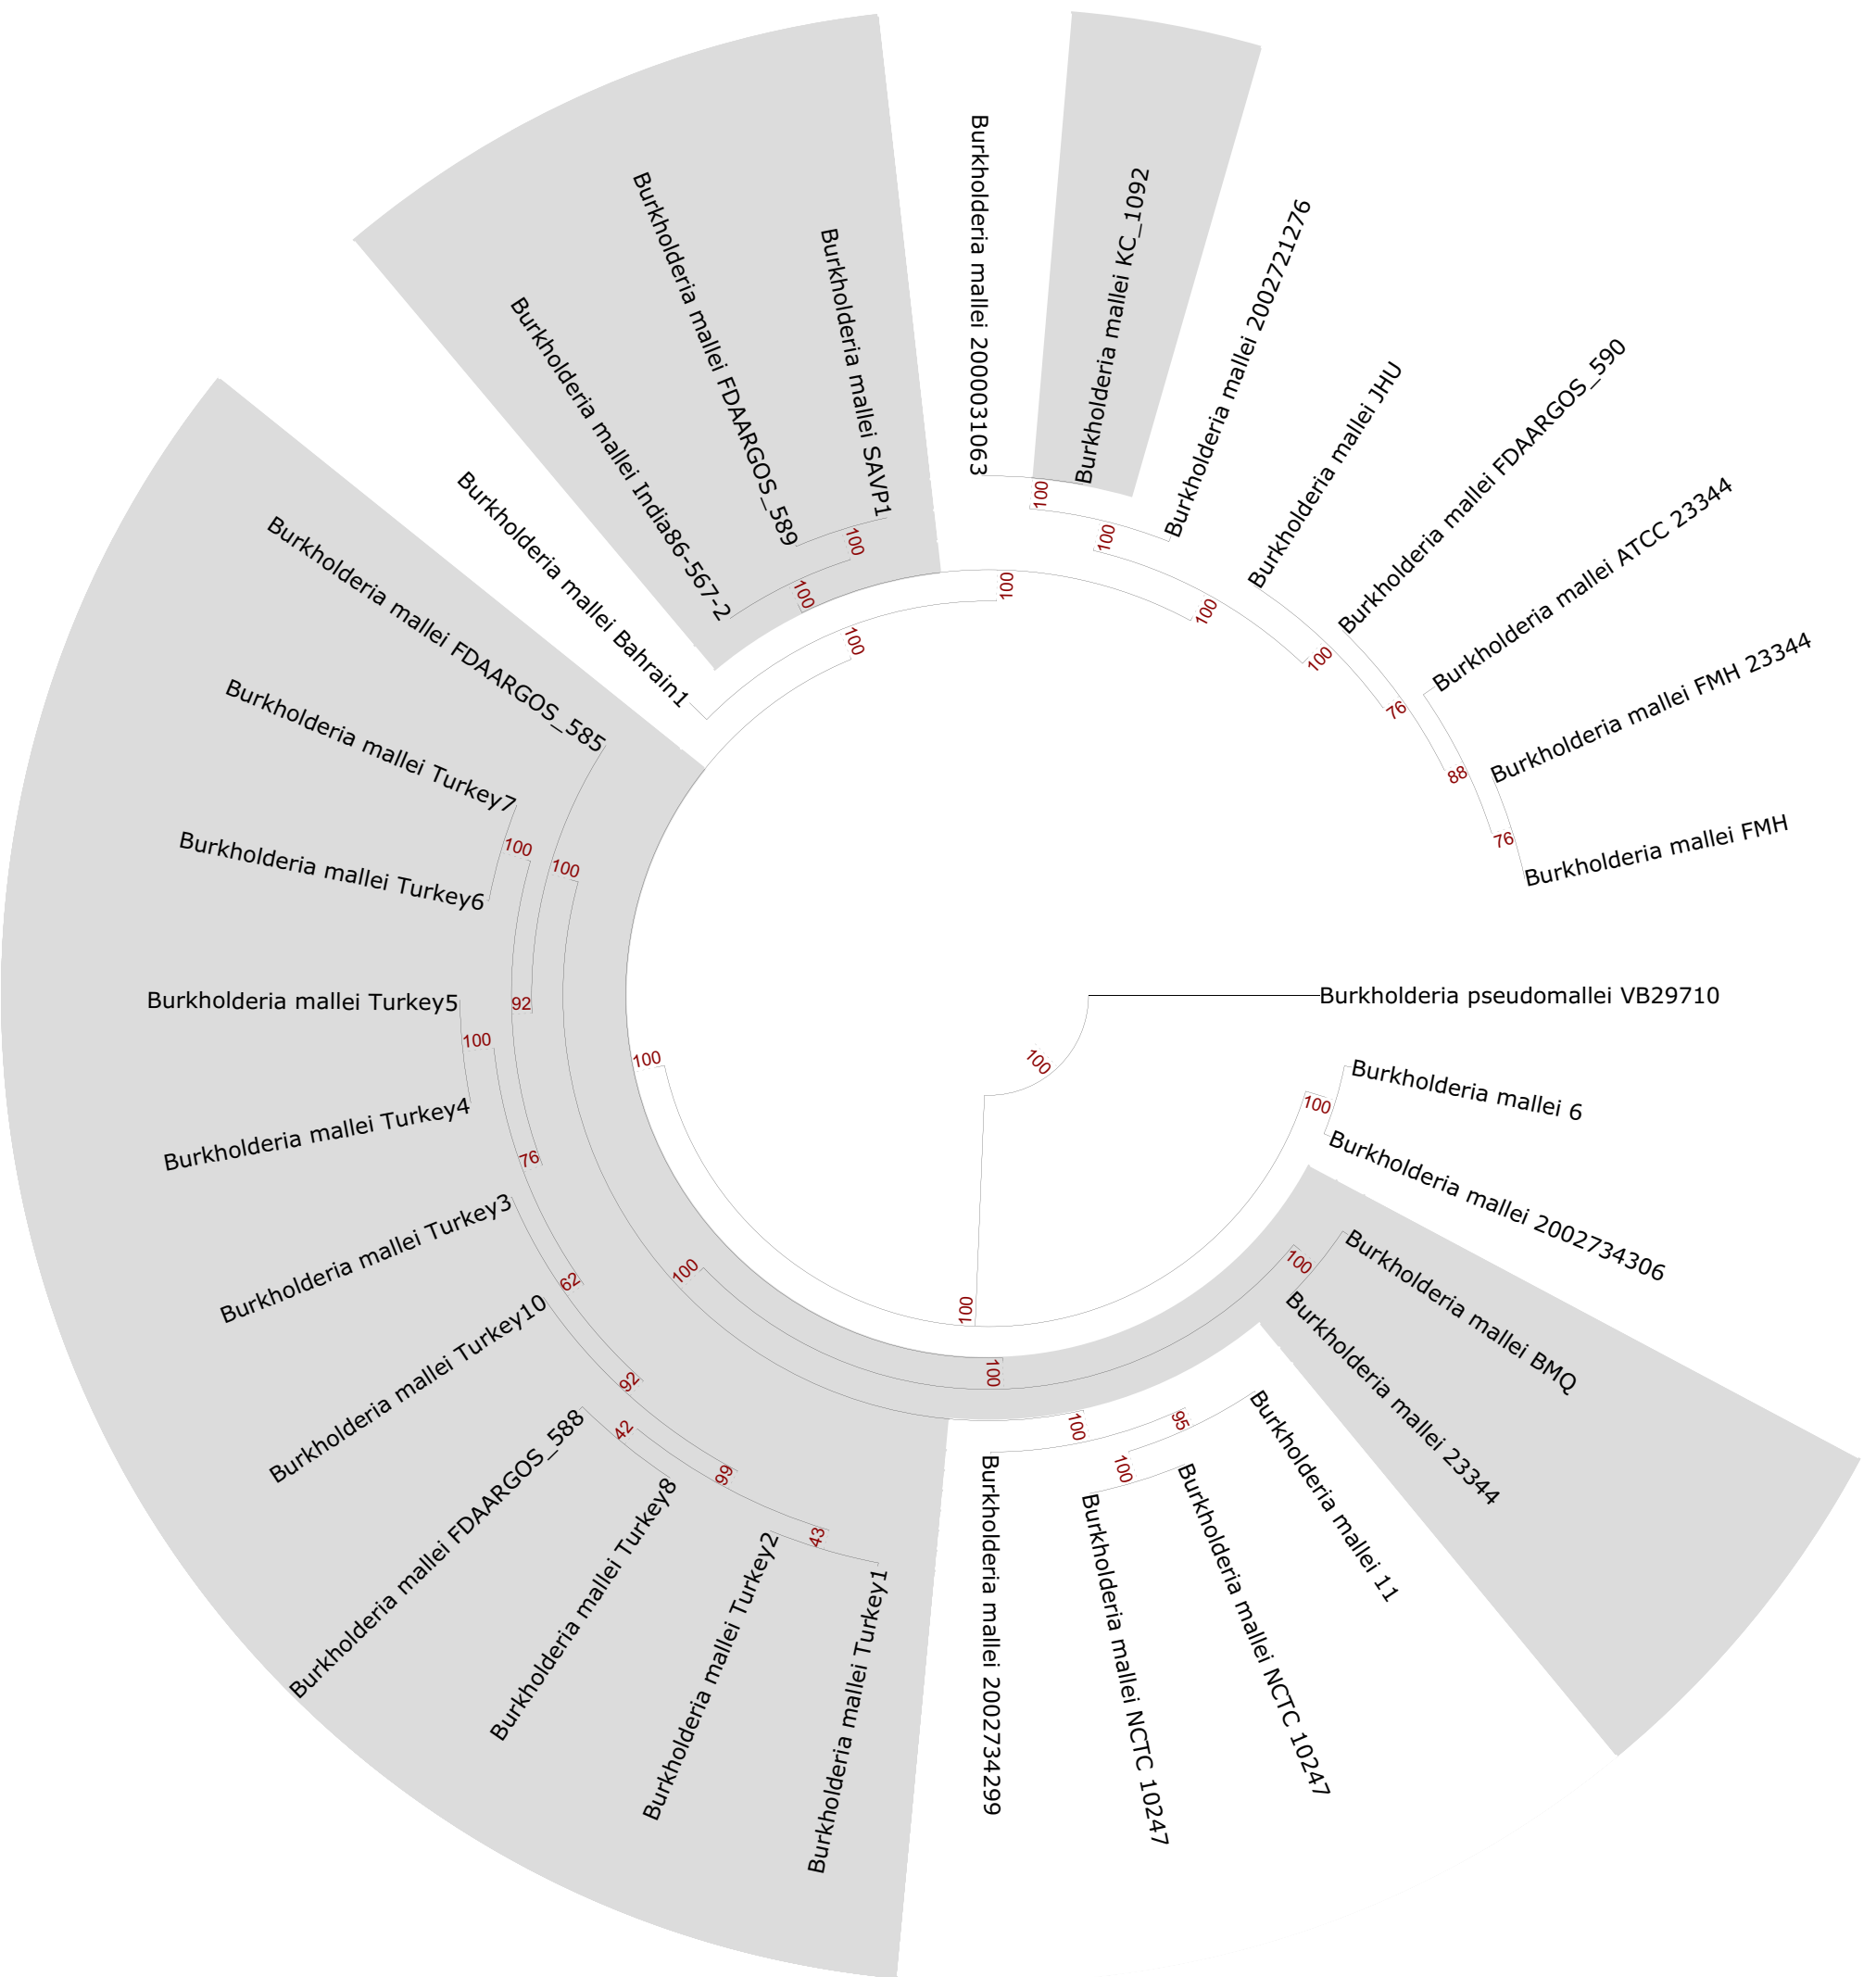 Burkholderia mallei 2000031063
Burkholderia mallei KC_1092
Burkholderia mallei 2002721276
Burkholderia mallei JHU
Burkholderia mallei FDAARGOS_590
Burkholderia mallei ATCC 23344
Burkholderia mallei FMH 23344
Burkholderia mallei FMH
Burkholderia pseudomallei VB29710
Burkholderia mallei 6
Burkholderia mallei 2002734306
Burkholderia mallei BMQ
Burkholderia mallei 23344
Burkholderia mallei 11
Burkholderia mallei NCTC 10247
Burkholderia mallei NCTC 10247
Burkholderia mallei 2002734299
Burkholderia mallei Turkey1
Burkholderia mallei Turkey2
Burkholderia mallei Turkey8
Burkholderia mallei FDAARGOS_588
Burkholderia mallei Turkey10
Burkholderia mallei Turkey3
Burkholderia mallei Turkey4
Burkholderia mallei Turkey5
Burkholderia mallei Turkey6
Burkholderia mallei Turkey7
Burkholderia mallei FDAARGOS_585
Burkholderia mallei Bahrain1
Burkholderia mallei India86-567-2
Burkholderia mallei FDAARGOS_589
Burkholderia mallei SAVP1
100
100
100
100
76
88
76
100
100
100
100
100
100
100
100
100
100
100
95
100
100
100
100
92
100
76
62
92
42
99
43